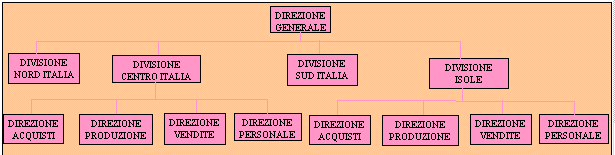 DIREZIONE
GENERALE
DIVISIONE
NORD ITALIA
DIVISIONE
CENTRO ITALIA
DIVISIONE
SUD ITALIA
DIVISIONE
ISOLE
DIREZIONE
ACQUISTI
DIREZIONE
PRODUZIONE
DIREZIONE
VENDITE
DIREZIONE
PERSONALE
DIREZIONE
ACQUISTI
DIREZIONE
PRODUZIONE
DIREZIONE
VENDITE
DIREZIONE
PERSONALE